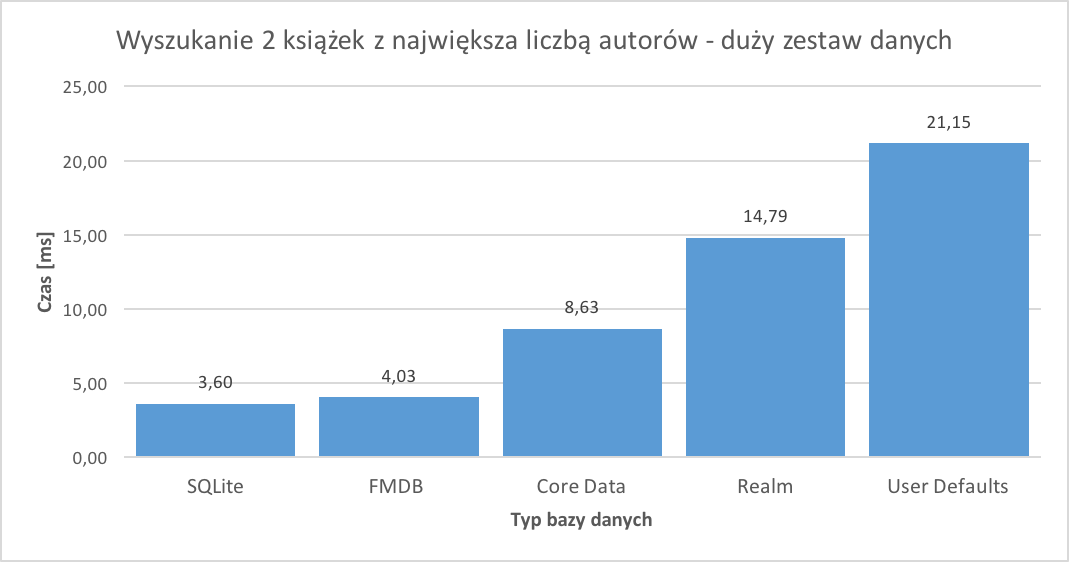 Wyszukanie 2 książek z największa liczbą autorów - duży zestaw danych
25,00
20,00
15,00
10,00
5,00
0,00
Czas [ms]
3,60
4,03
8,63
14,79
21,15
SQLite
FMDB
Core Data
Realm
User Defaults
Typ bazy danych